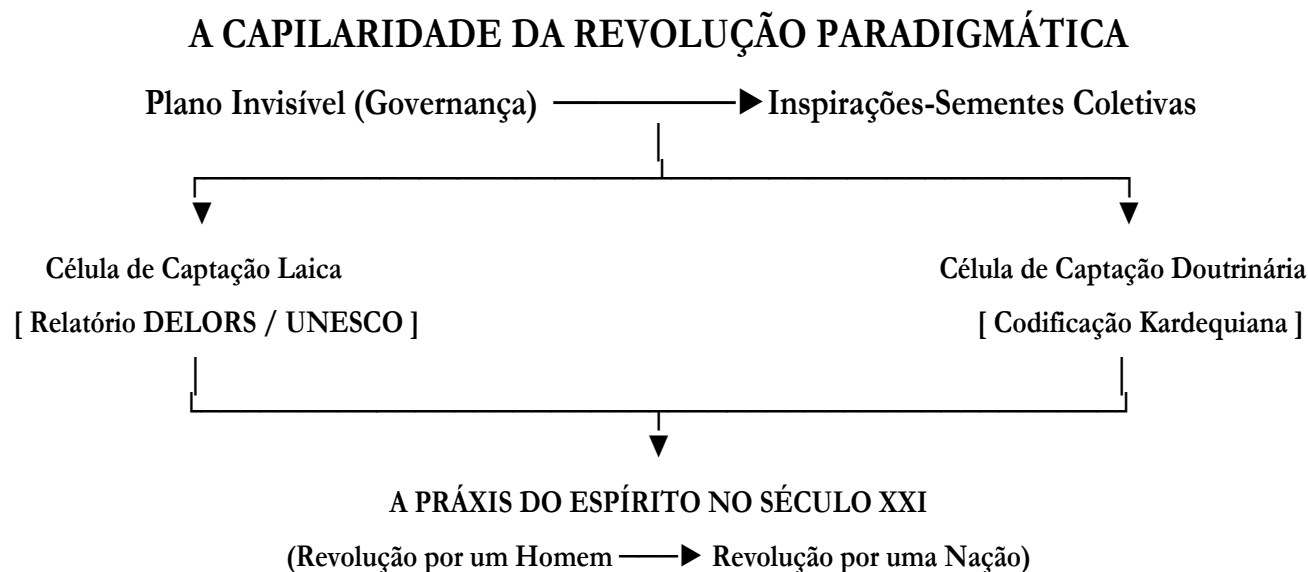 A CAPILARIDADE DA REVOLUÇÃO PARADIGMÁTICA
Plano Invisível (Governança) ———▶ Inspirações-Sementes Coletivas
Célula de Captação Laica
[ Relatório DELORS / UNESCO ]
Célula de Captação Doutrinária
[ Codificação Kardequiana ]
A PRÁXIS DO ESPÍRITO NO SÉCULO XXI
(Revolução por um Homem ——▶ Revolução por uma Nação)